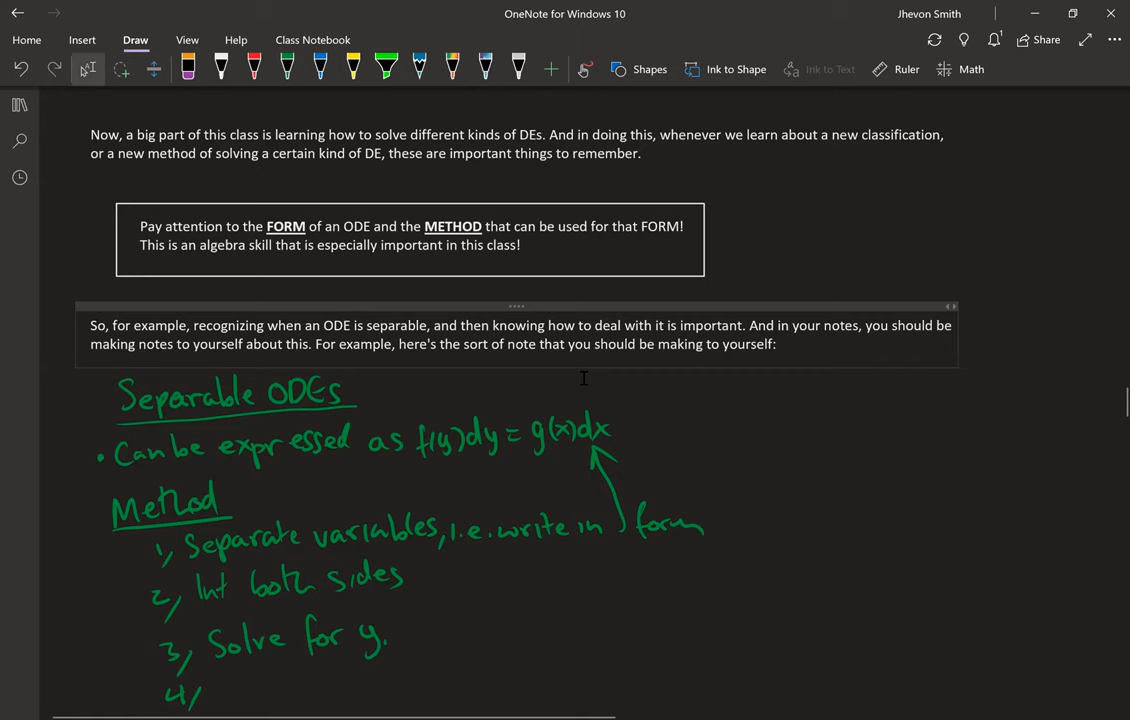 OneNote for Windows 10
Jhevon Smith
Home Insert Draw View Help Class Notebook
1 Share
Shapes Ink to Shape Ink to Text Ruler Math
Now, a big part of this class is learning how to solve different kinds of DEs. And in doing this, whenever we learn about a new classification,
or a new method of solving a certain kind of DE, these are important things to remember.
Pay attention to the FORM of an ODE and the METHOD that can be used for that FORM!
This is an algebra skill that is especially important in this class!
So, for example, recognizing when an ODE is separable, and then knowing how to deal with it is important. And in your notes, you should be
making notes to yourself about this. For example, here's the sort of note that you should be making to yourself:
Separable ODEs
• Can be expressed as f(y)dy = g(x)dx
Method
1, Separate variables, i.e. write in form
2, Int both sides
3, Solve for y.
4,